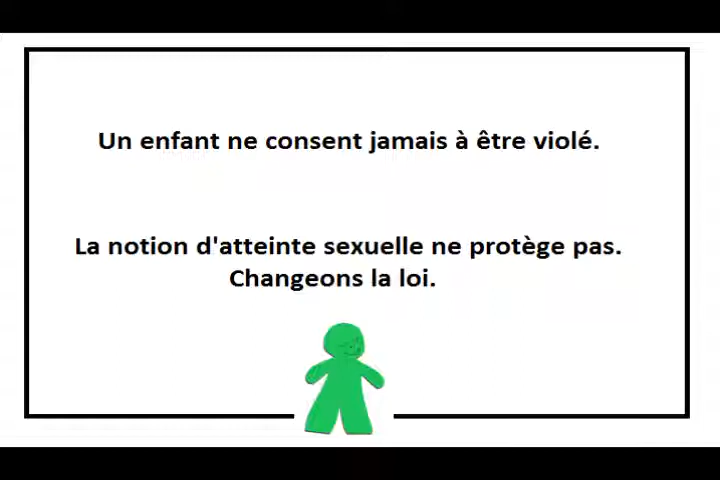 Un enfant ne consent jamais à être violé.
La notion d'atteinte sexuelle ne protège pas.
Changeons la loi.